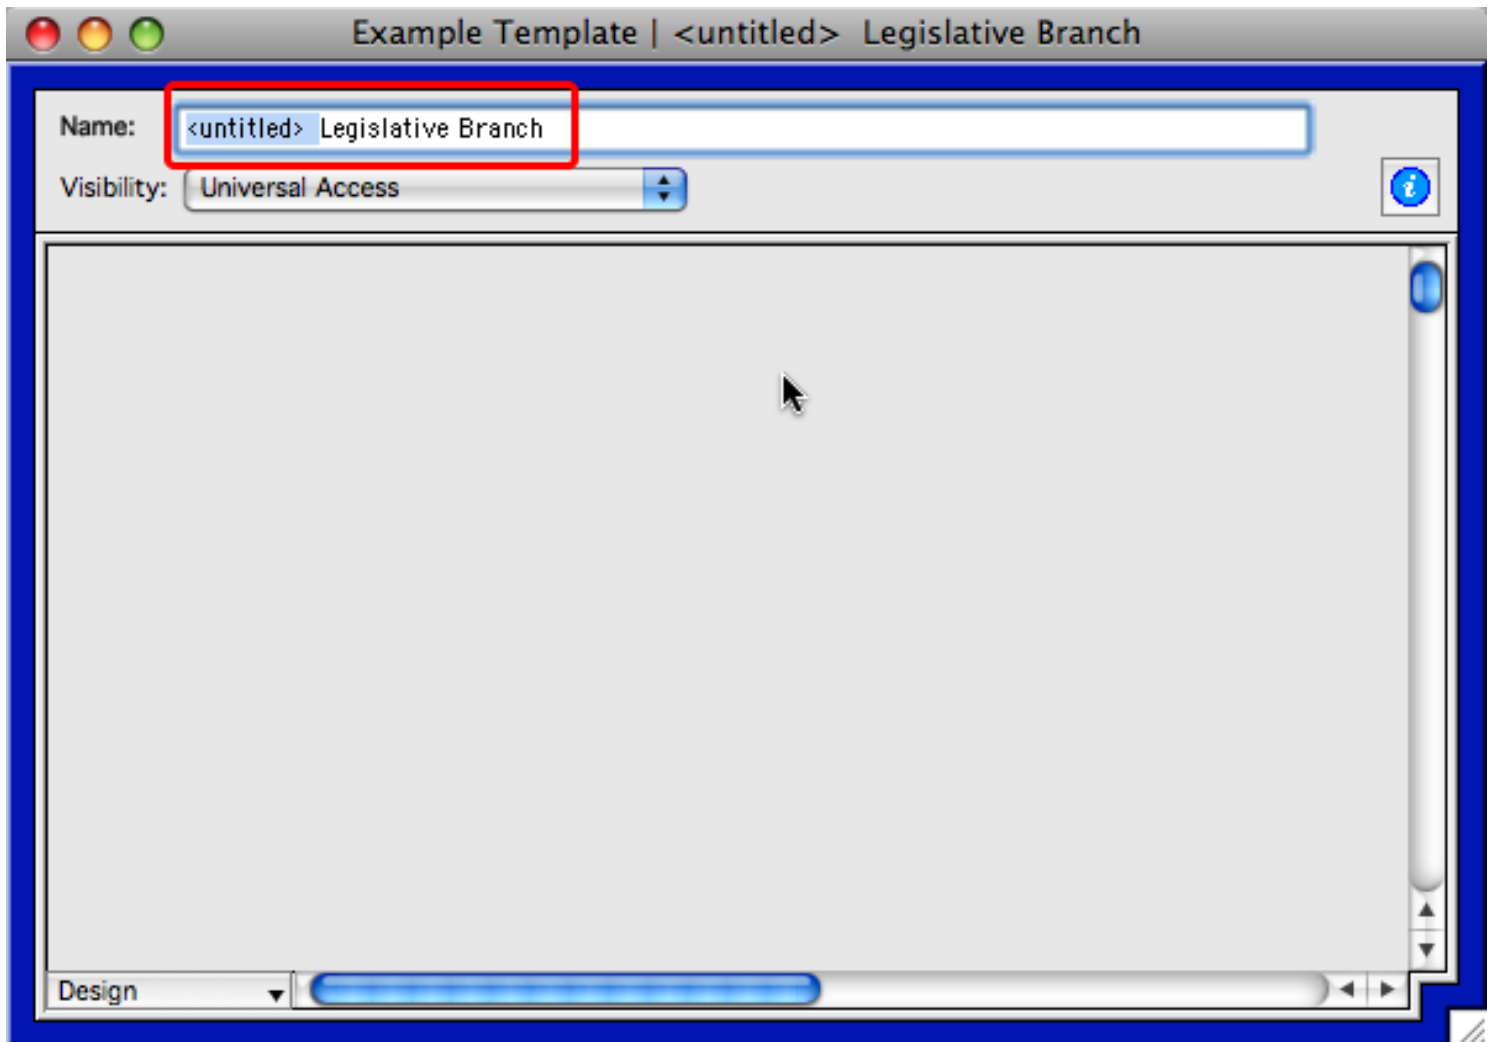 Example Template | <untitled>  Legislative Branch
Name: <untitled> Legislative Branch
Visibility: Universal Access
i
Design